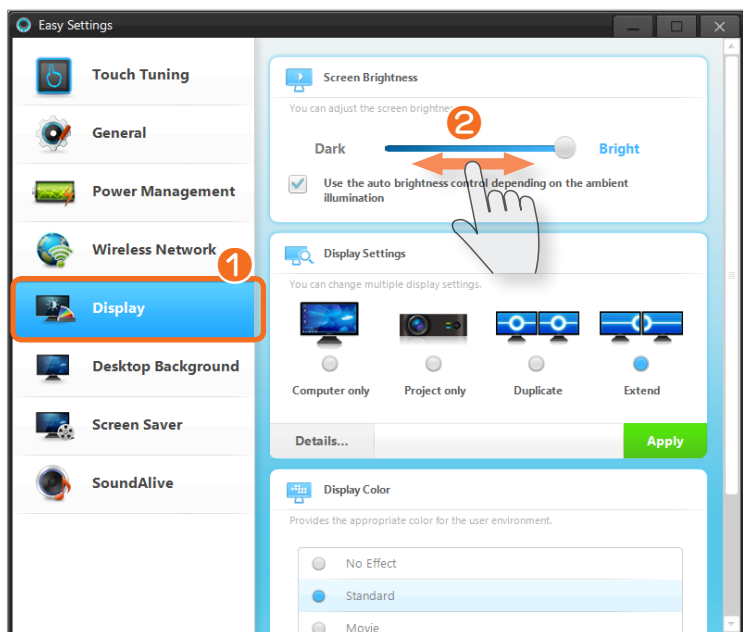 Easy Settings
Touch Tuning
General
Power Management
Wireless Network
1
Display
Desktop Background
Screen Saver
SoundAlive
Screen Brightness
You can adjust the screen brightness
2
Dark
Bright
Use the auto brightness control depending on the ambient
illumination
Display Settings
You can change multiple display settings.
Computer only
Project only
Duplicate
Extend
Details...
Apply
Display Color
Provides the appropriate color for the user environment.
No Effect
Standard
Movie